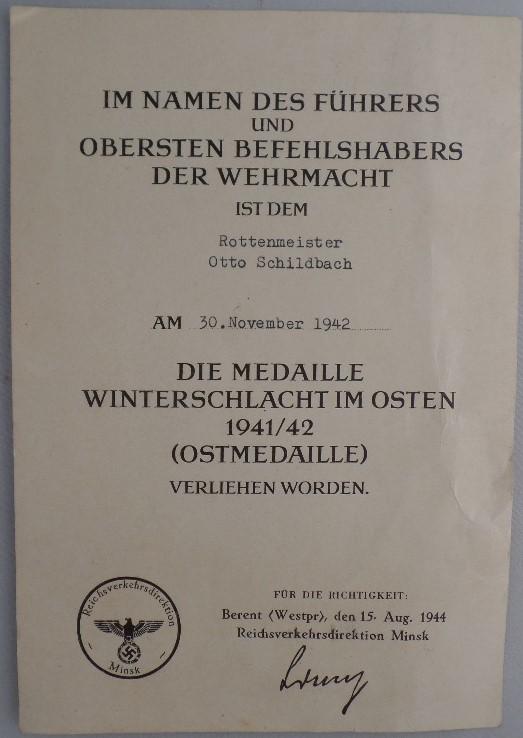 IM NAMEN DES FÜHRERS
UND
OBERSTEN BEFEHLSHABERS
DER WEHRMACHT
IST DEM
Rottenmeister
Otto Schildbach
AM 30.November 1942
DIE MEDAILLE
WINTERSCHLACHT IM OSTEN
1941/42
(OSTMEDAILLE)
VERLIEHEN WORDEN.
FÜR DIE RICHTIGKEIT:
Berent (Westpr), den 15. Aug. 1944
Reichsverkehrsdirektion Minsk
Reichsverkehrsdirektion
– Minsk –